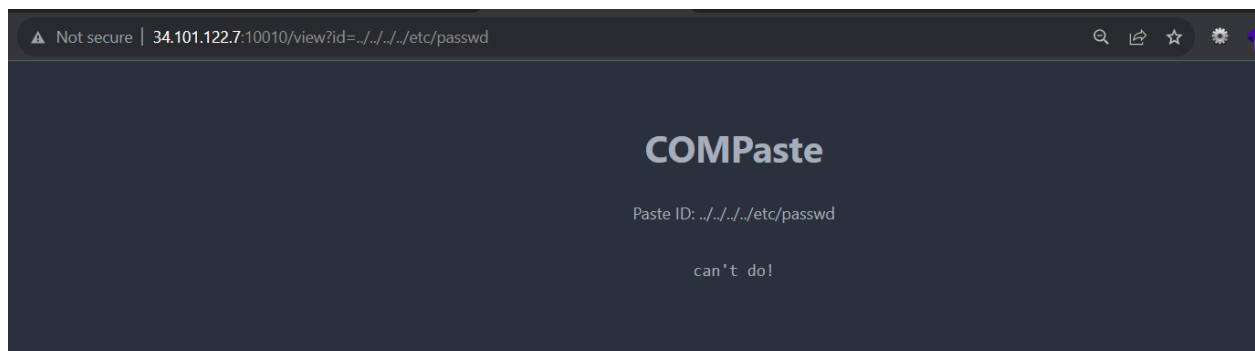 Not secure | 34.101.122.7:10010/view?id=../../../../etc/passwd
COMPaste
Paste ID: ../../../../etc/passwd
can't do!